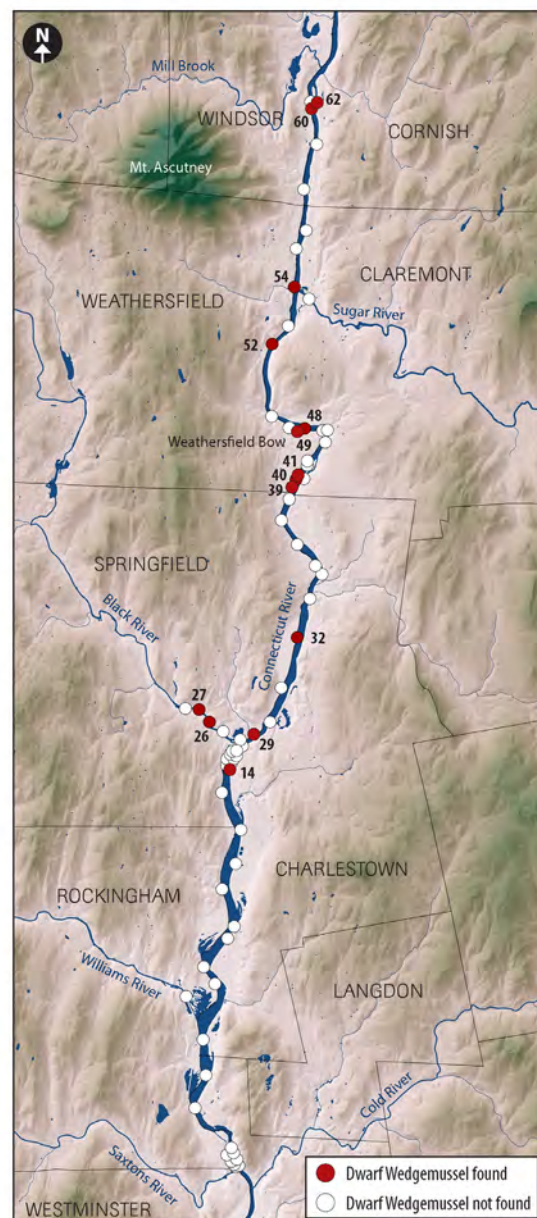 N
Mill Brook
62
60
WINDSOR
CORNISH
Mt. Ascutney
CLAREMONT
54
WEATHERSFIELD
Sugar River
52
48
Weathersfield Bow
49
41
40
39
SPRINGFIELD
Black River
Connecticut River
32
27
26
29
14
CHARLESTOWN
ROCKINGHAM
Williams River
LANGDON
Cold River
Saxtons River
WESTMINSTER
Dwarf Wedgemussel found
Dwarf Wedgemussel not found